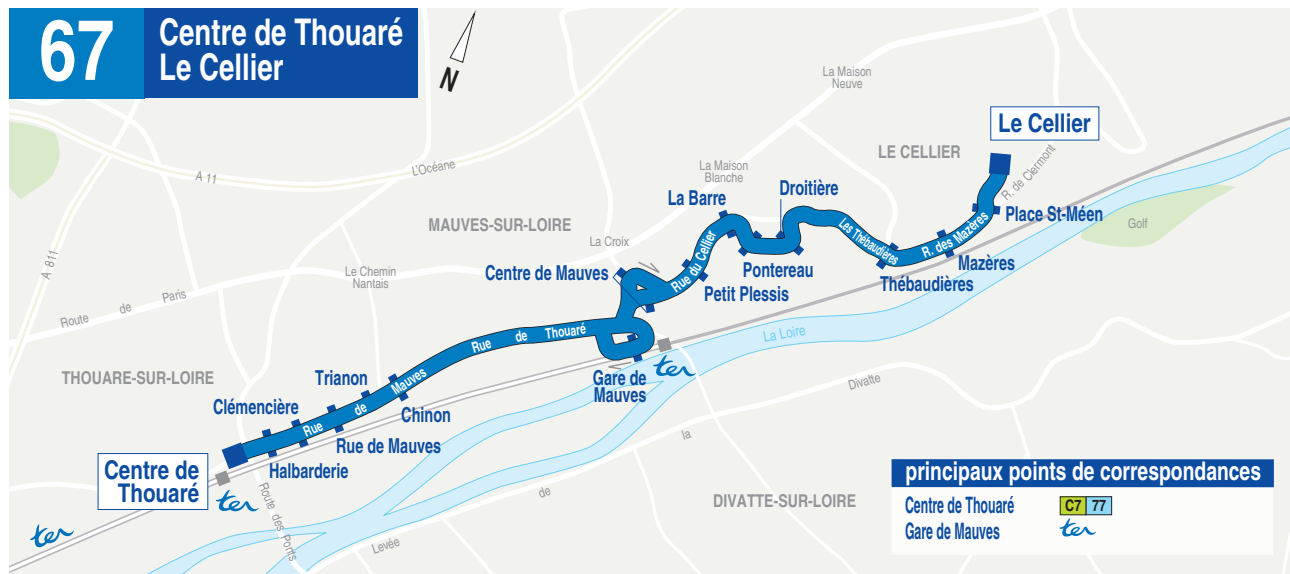 67
Centre de Thouaré
Le Cellier
N
La Maison
Neuve
Le Cellier
LE CELLIER
R. de Clermont
A 11
L'Océane
La Maison
Blanche
Droitière
La Barre
Place St-Méen
Golf
MAUVES-SUR-LOIRE
La Croix
Les Thébaudières
R. des Mazères
Rue du Cellier
A 811
Le Chemin
Nantais
Centre de Mauves
Pontereau
Mazères
Petit Plessis
Thébaudières
Route de Paris
Rue de Thouaré
La Loire
THOUARE-SUR-LOIRE
Trianon
Rue de Mauves
Gare de
Mauves
ter
Divatte
Clémencière
Chinon
Rue de Mauves
Halbarderie
Centre de
Thouaré
ter
ter
Route des Ponts
Levée de la
DIVATTE-SUR-LOIRE
principaux points de correspondances
Centre de Thouaré C7 77
Gare de Mauves ter